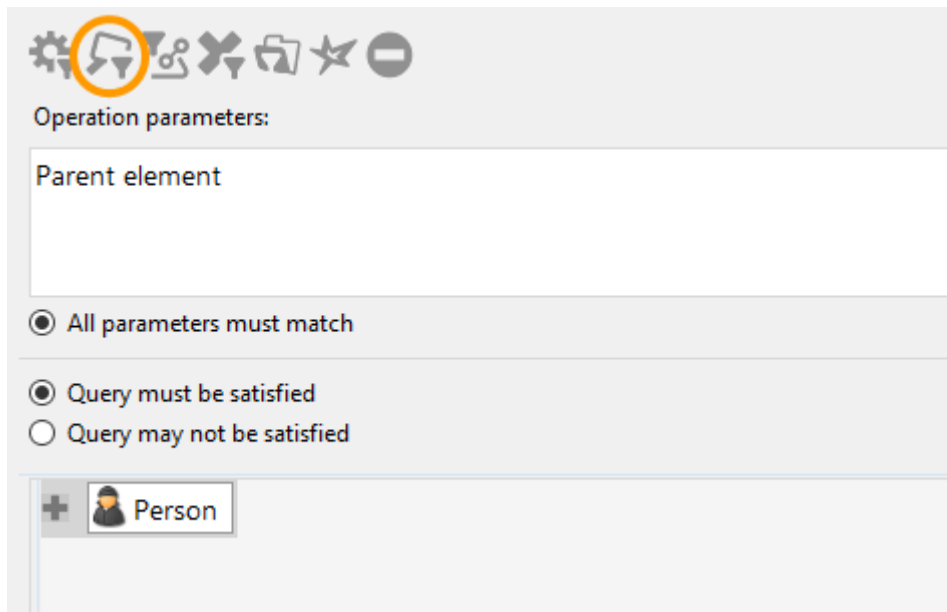 Operation parameters:
Parent element
All parameters must match
Query must be satisfied
Query may not be satisfied
Person